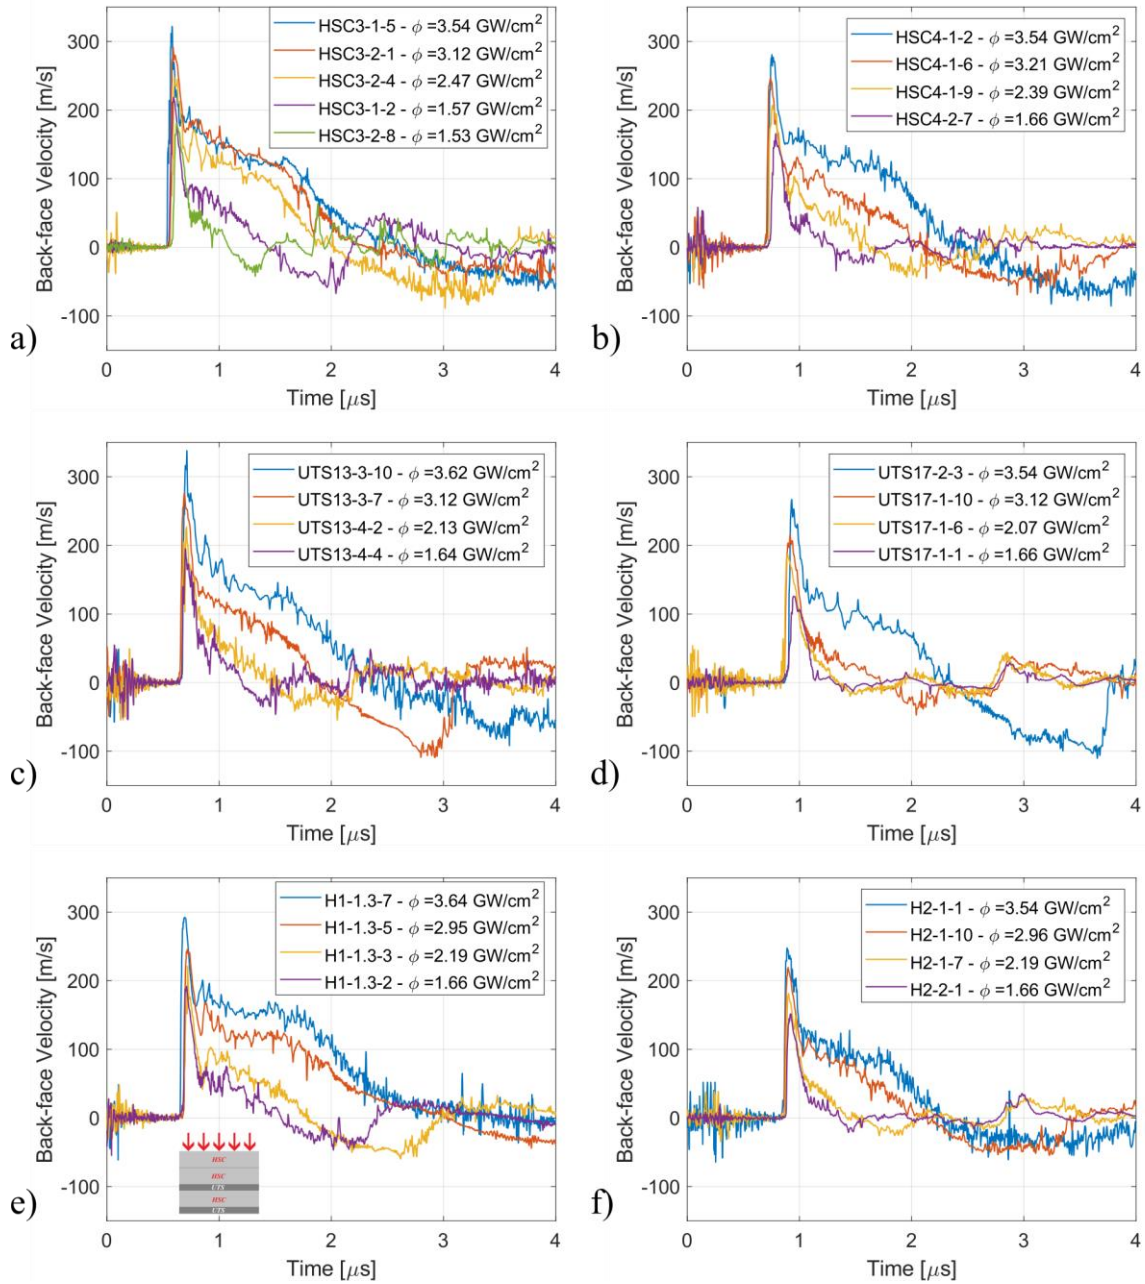 HSC3-1-5 - ϕ =3.54 GW/cm²
HSC3-2-1 - ϕ =3.12 GW/cm²
HSC3-2-4 - ϕ =2.47 GW/cm²
HSC3-1-2 - ϕ =1.57 GW/cm²
HSC3-2-8 - ϕ =1.53 GW/cm²
Back-face Velocity [m/s]
300
200
100
0
-100
0 1 2 3 4
Time [μs]
a)
HSC4-1-2 - ϕ =3.54 GW/cm²
HSC4-1-6 - ϕ =3.21 GW/cm²
HSC4-1-9 - ϕ =2.39 GW/cm²
HSC4-2-7 - ϕ =1.66 GW/cm²
Back-face Velocity [m/s]
300
200
100
0
-100
0 1 2 3 4
Time [μs]
b)
UTS13-3-10 - ϕ =3.62 GW/cm²
UTS13-3-7 - ϕ =3.12 GW/cm²
UTS13-4-2 - ϕ =2.13 GW/cm²
UTS13-4-4 - ϕ =1.64 GW/cm²
Back-face Velocity [m/s]
300
200
100
0
-100
0 1 2 3 4
Time [μs]
c)
UTS17-2-3 - ϕ =3.54 GW/cm²
UTS17-1-10 - ϕ =3.12 GW/cm²
UTS17-1-6 - ϕ =2.07 GW/cm²
UTS17-1-1 - ϕ =1.66 GW/cm²
Back-face Velocity [m/s]
300
200
100
0
-100
0 1 2 3 4
Time [μs]
d)
H1-1.3-7 - ϕ =3.64 GW/cm²
H1-1.3-5 - ϕ =2.95 GW/cm²
H1-1.3-3 - ϕ =2.19 GW/cm²
H1-1.3-2 - ϕ =1.66 GW/cm²
Back-face Velocity [m/s]
300
200
100
0
-100
HSC
HSC
UTS
HSC
UTS
0 1 2 3 4
Time [μs]
e)
H2-1-1 - ϕ =3.54 GW/cm²
H2-1-10 - ϕ =2.96 GW/cm²
H2-1-7 - ϕ =2.19 GW/cm²
H2-2-1 - ϕ =1.66 GW/cm²
Back-face Velocity [m/s]
300
200
100
0
-100
0 1 2 3 4
Time [μs]
f)